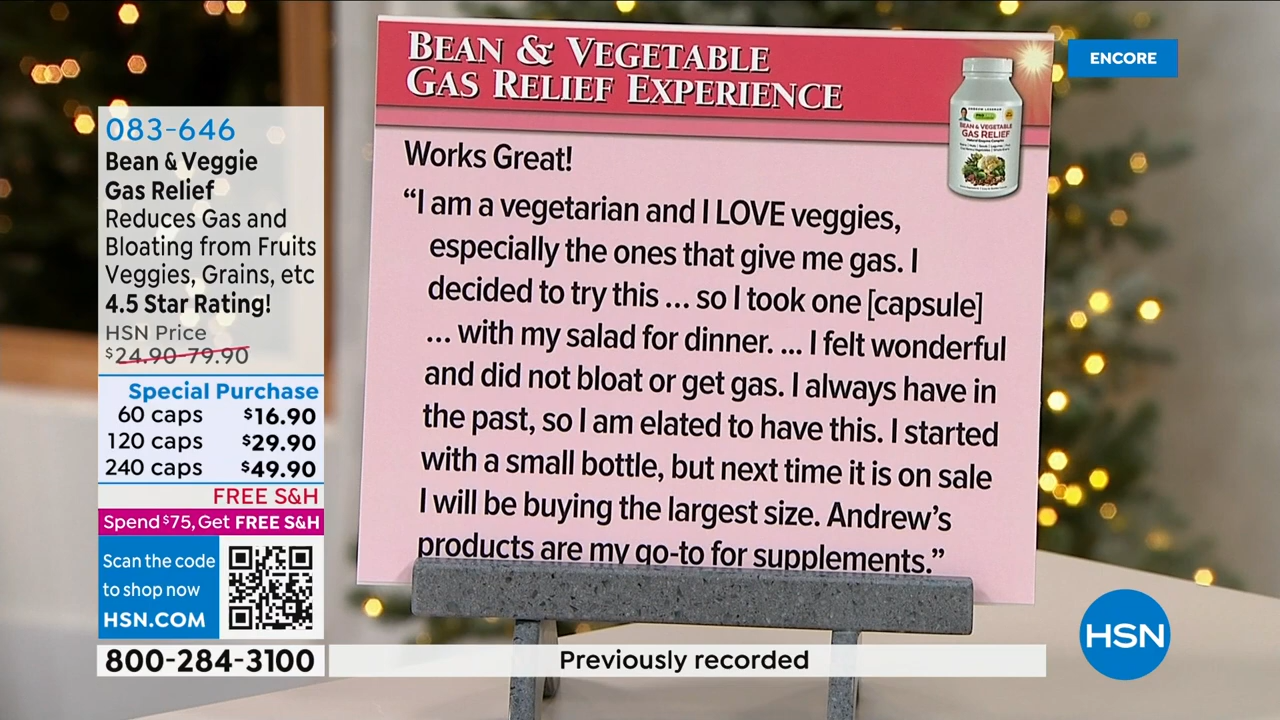 BEAN & VEGETABLE
GAS RELIEF EXPERIENCE
BEAN & VEGETABLE
GAS RELIEF
ENCORE
083-646
Bean & Veggie
Gas Relief
Reduces Gas and
Bloating from Fruits
Veggies, Grains, etc
4.5 Star Rating!
HSN Price
$24.90-79.90
Special Purchase
60 caps $16.90
120 caps $29.90
240 caps $49.90
FREE S&H
Spend $75, Get FREE S&H
Scan the code
to shop now
HSN.COM
800-284-3100
Works Great!
“I am a vegetarian and I LOVE veggies,
especially the ones that give me gas. I
decided to try this ... so I took one [capsule]
... with my salad for dinner. ... I felt wonderful
and did not bloat or get gas. I always have in
the past, so I am elated to have this. I started
with a small bottle, but next time it is on sale
I will be buying the largest size. Andrew’s
products are my go-to for supplements.”
Previously recorded
HSN